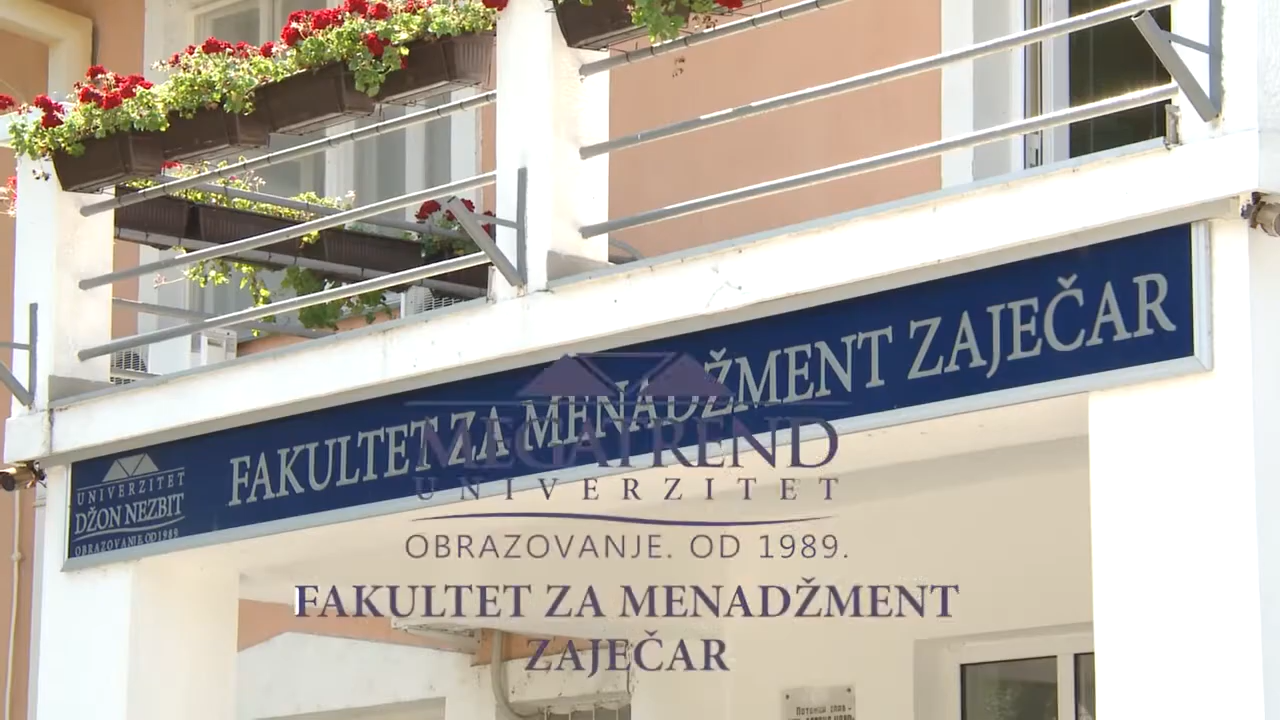 FAKULTET ZA MENADŽMENT ZAJEČAR
UNIVERZITET
DŽON NEZBIT
OBRAZOVANJE. OD 1989.
MEGATREND
UNIVERZITET
OBRAZOVANJE. OD 1989.
FAKULTET ZA MENADŽMENT
ZAJEČAR